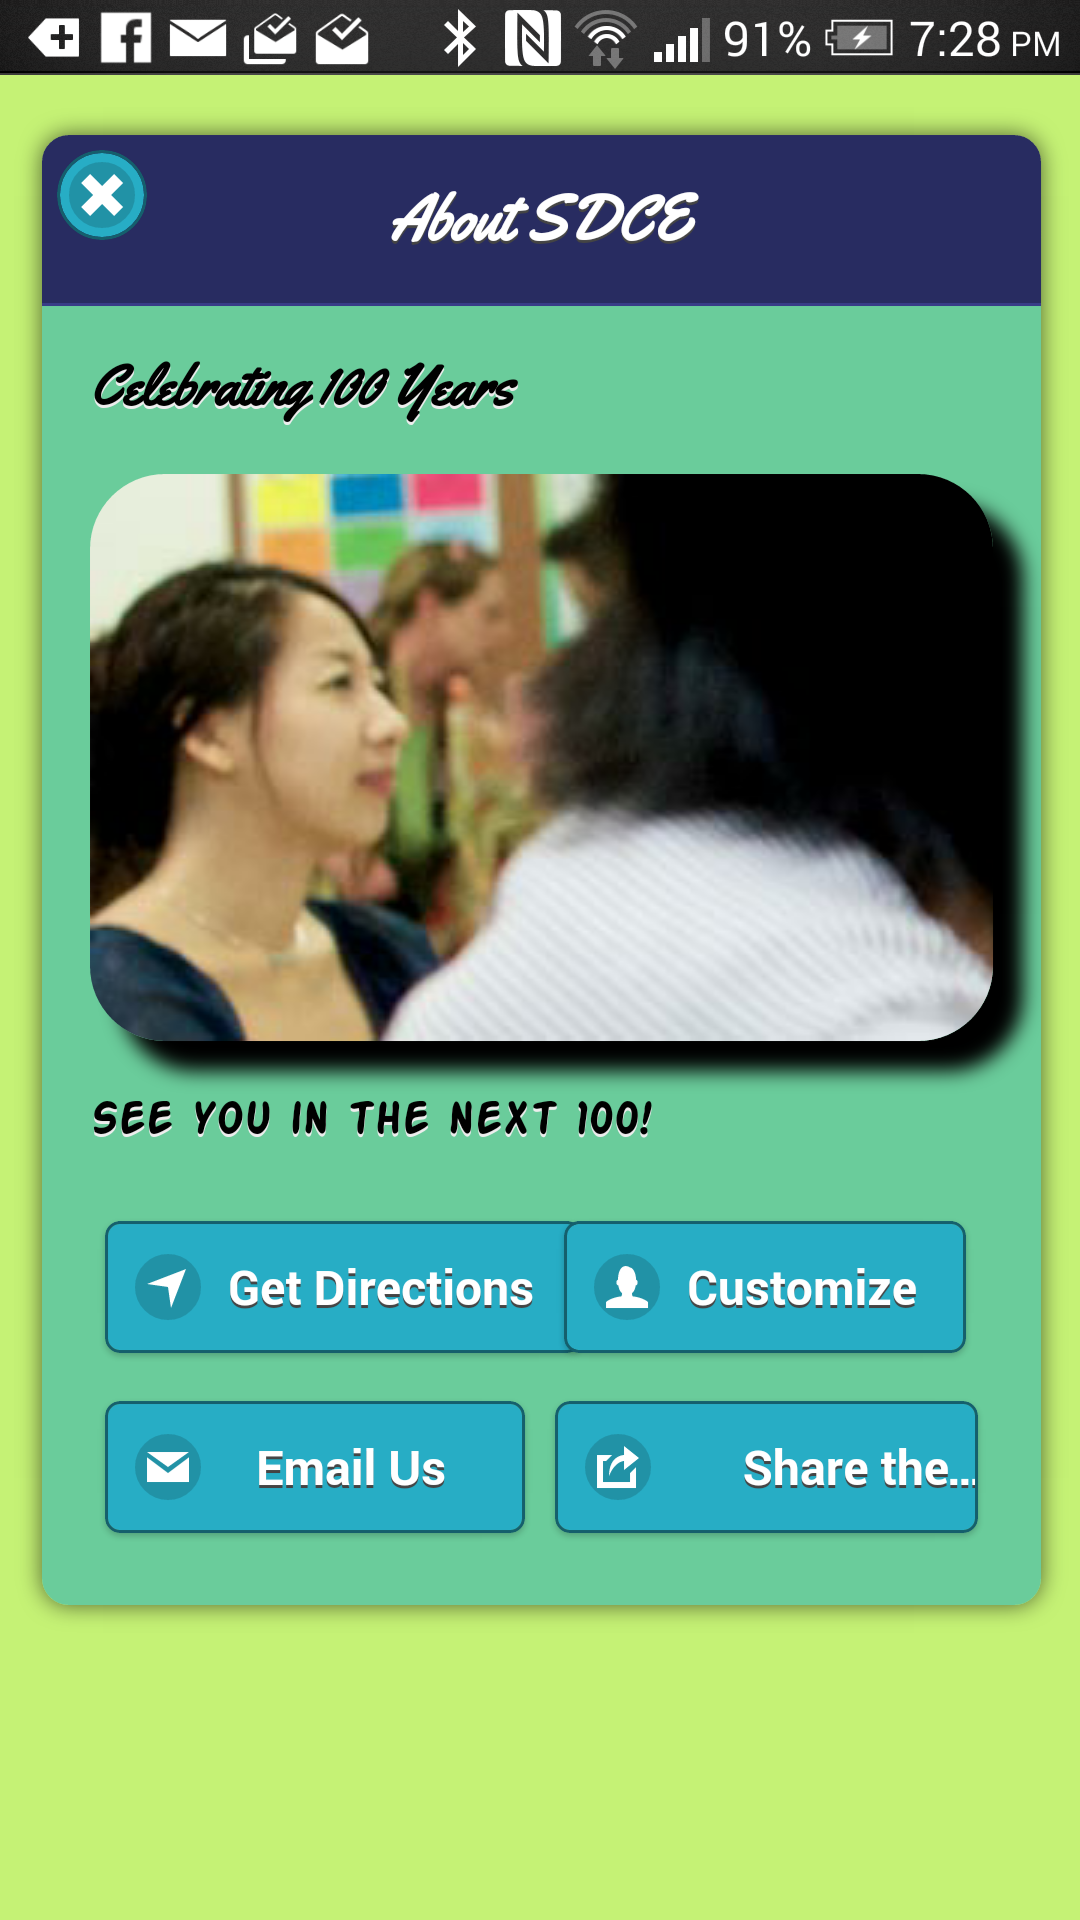 91% 7:28 PM
About SDCE
Celebrating 100 Years
SEE YOU IN THE NEXT 100!
Get Directions
Customize
Email Us
Share the...